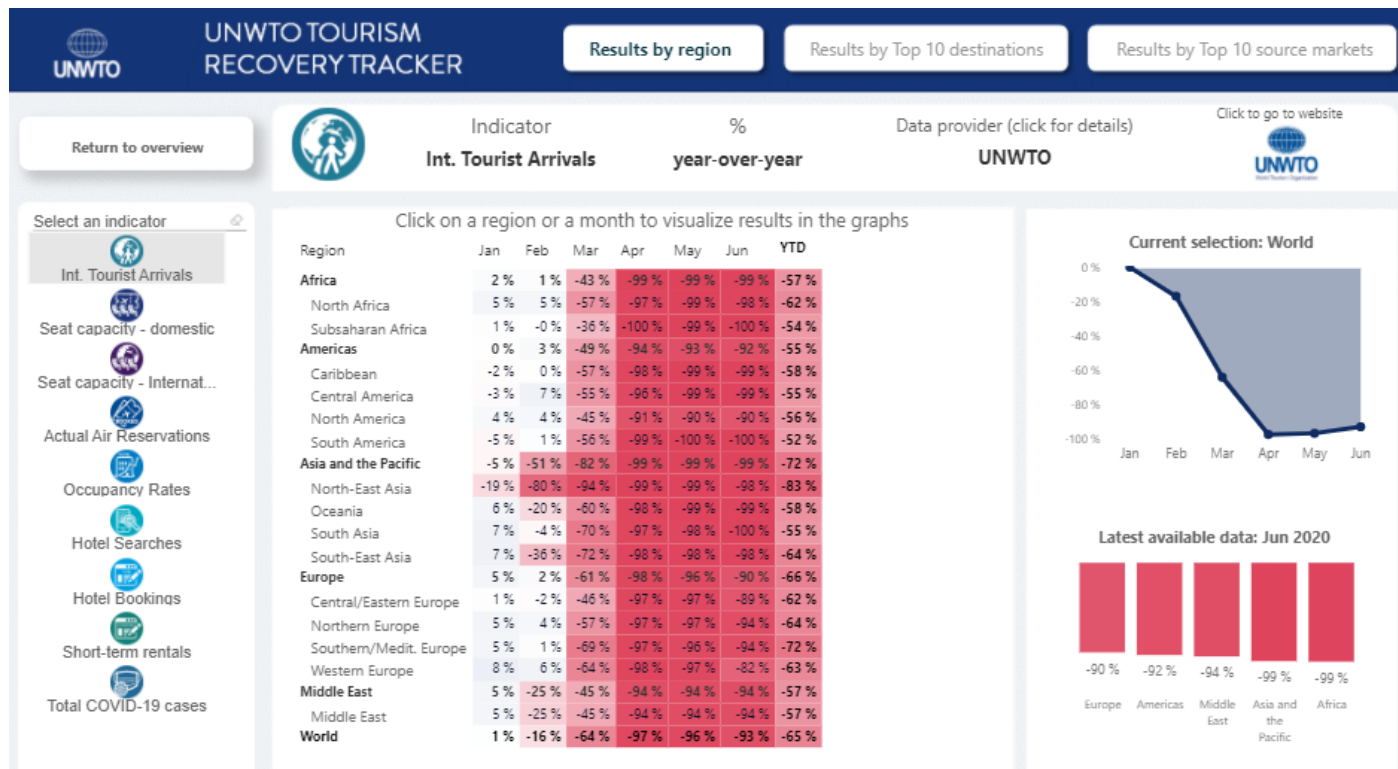 UNWTO
UNWTO TOURISM
RECOVERY TRACKER
Results by region
Results by Top 10 destinations
Results by Top 10 source markets
Return to overview
Indicator
Int. Tourist Arrivals
%
year-over-year
Data provider (click for details)
UNWTO
Click to go to website
UNWTO
World Tourism Organization
Select an indicator
Int. Tourist Arrivals
Seat capacity - domestic
Seat capacity - Internat...
Actual Air Reservations
Occupancy Rates
Hotel Searches
Hotel Bookings
Short-term rentals
Total COVID-19 cases
Click on a region or a month to visualize results in the graphs
Region Jan Feb Mar Apr May Jun YTD
Africa 2 % 1 % -43 % -99 % -99 % -99 % -57 %
North Africa 5 % 5 % -57 % -97 % -99 % -98 % -62 %
Subsaharan Africa 1 % -0 % -36 % -100 % -99 % -100 % -54 %
Americas 0 % 3 % -49 % -94 % -93 % -92 % -55 %
Caribbean -2 % 0 % -57 % -98 % -99 % -99 % -58 %
Central America -3 % 7 % -55 % -96 % -99 % -99 % -55 %
North America 4 % 4 % -45 % -91 % -90 % -90 % -56 %
South America -5 % 1 % -56 % -99 % -100 % -100 % -52 %
Asia and the Pacific -5 % -51 % -82 % -99 % -99 % -99 % -72 %
North-East Asia -19 % -80 % -94 % -99 % -99 % -98 % -83 %
Oceania 6 % -20 % -60 % -98 % -99 % -99 % -58 %
South Asia 7 % -4 % -70 % -97 % -98 % -100 % -55 %
South-East Asia 7 % -36 % -72 % -98 % -98 % -98 % -64 %
Europe 5 % 2 % -61 % -98 % -96 % -90 % -66 %
Central/Eastern Europe 1 % -2 % -46 % -97 % -97 % -89 % -62 %
Northern Europe 5 % 4 % -57 % -97 % -97 % -94 % -64 %
Southern/Medit. Europe 5 % 1 % -69 % -97 % -96 % -94 % -72 %
Western Europe 8 % 6 % -64 % -98 % -97 % -82 % -63 %
Middle East 5 % -25 % -45 % -94 % -94 % -94 % -57 %
Middle East 5 % -25 % -45 % -94 % -94 % -94 % -57 %
World 1 % -16 % -64 % -97 % -96 % -93 % -65 %
Current selection: World
0 %
-20 %
-40 %
-60 %
-80 %
-100 %
Jan Feb Mar Apr May Jun
Latest available data: Jun 2020
-90 % -92 % -94 % -99 % -99 %
Europe Americas Middle East Asia and the Pacific Africa